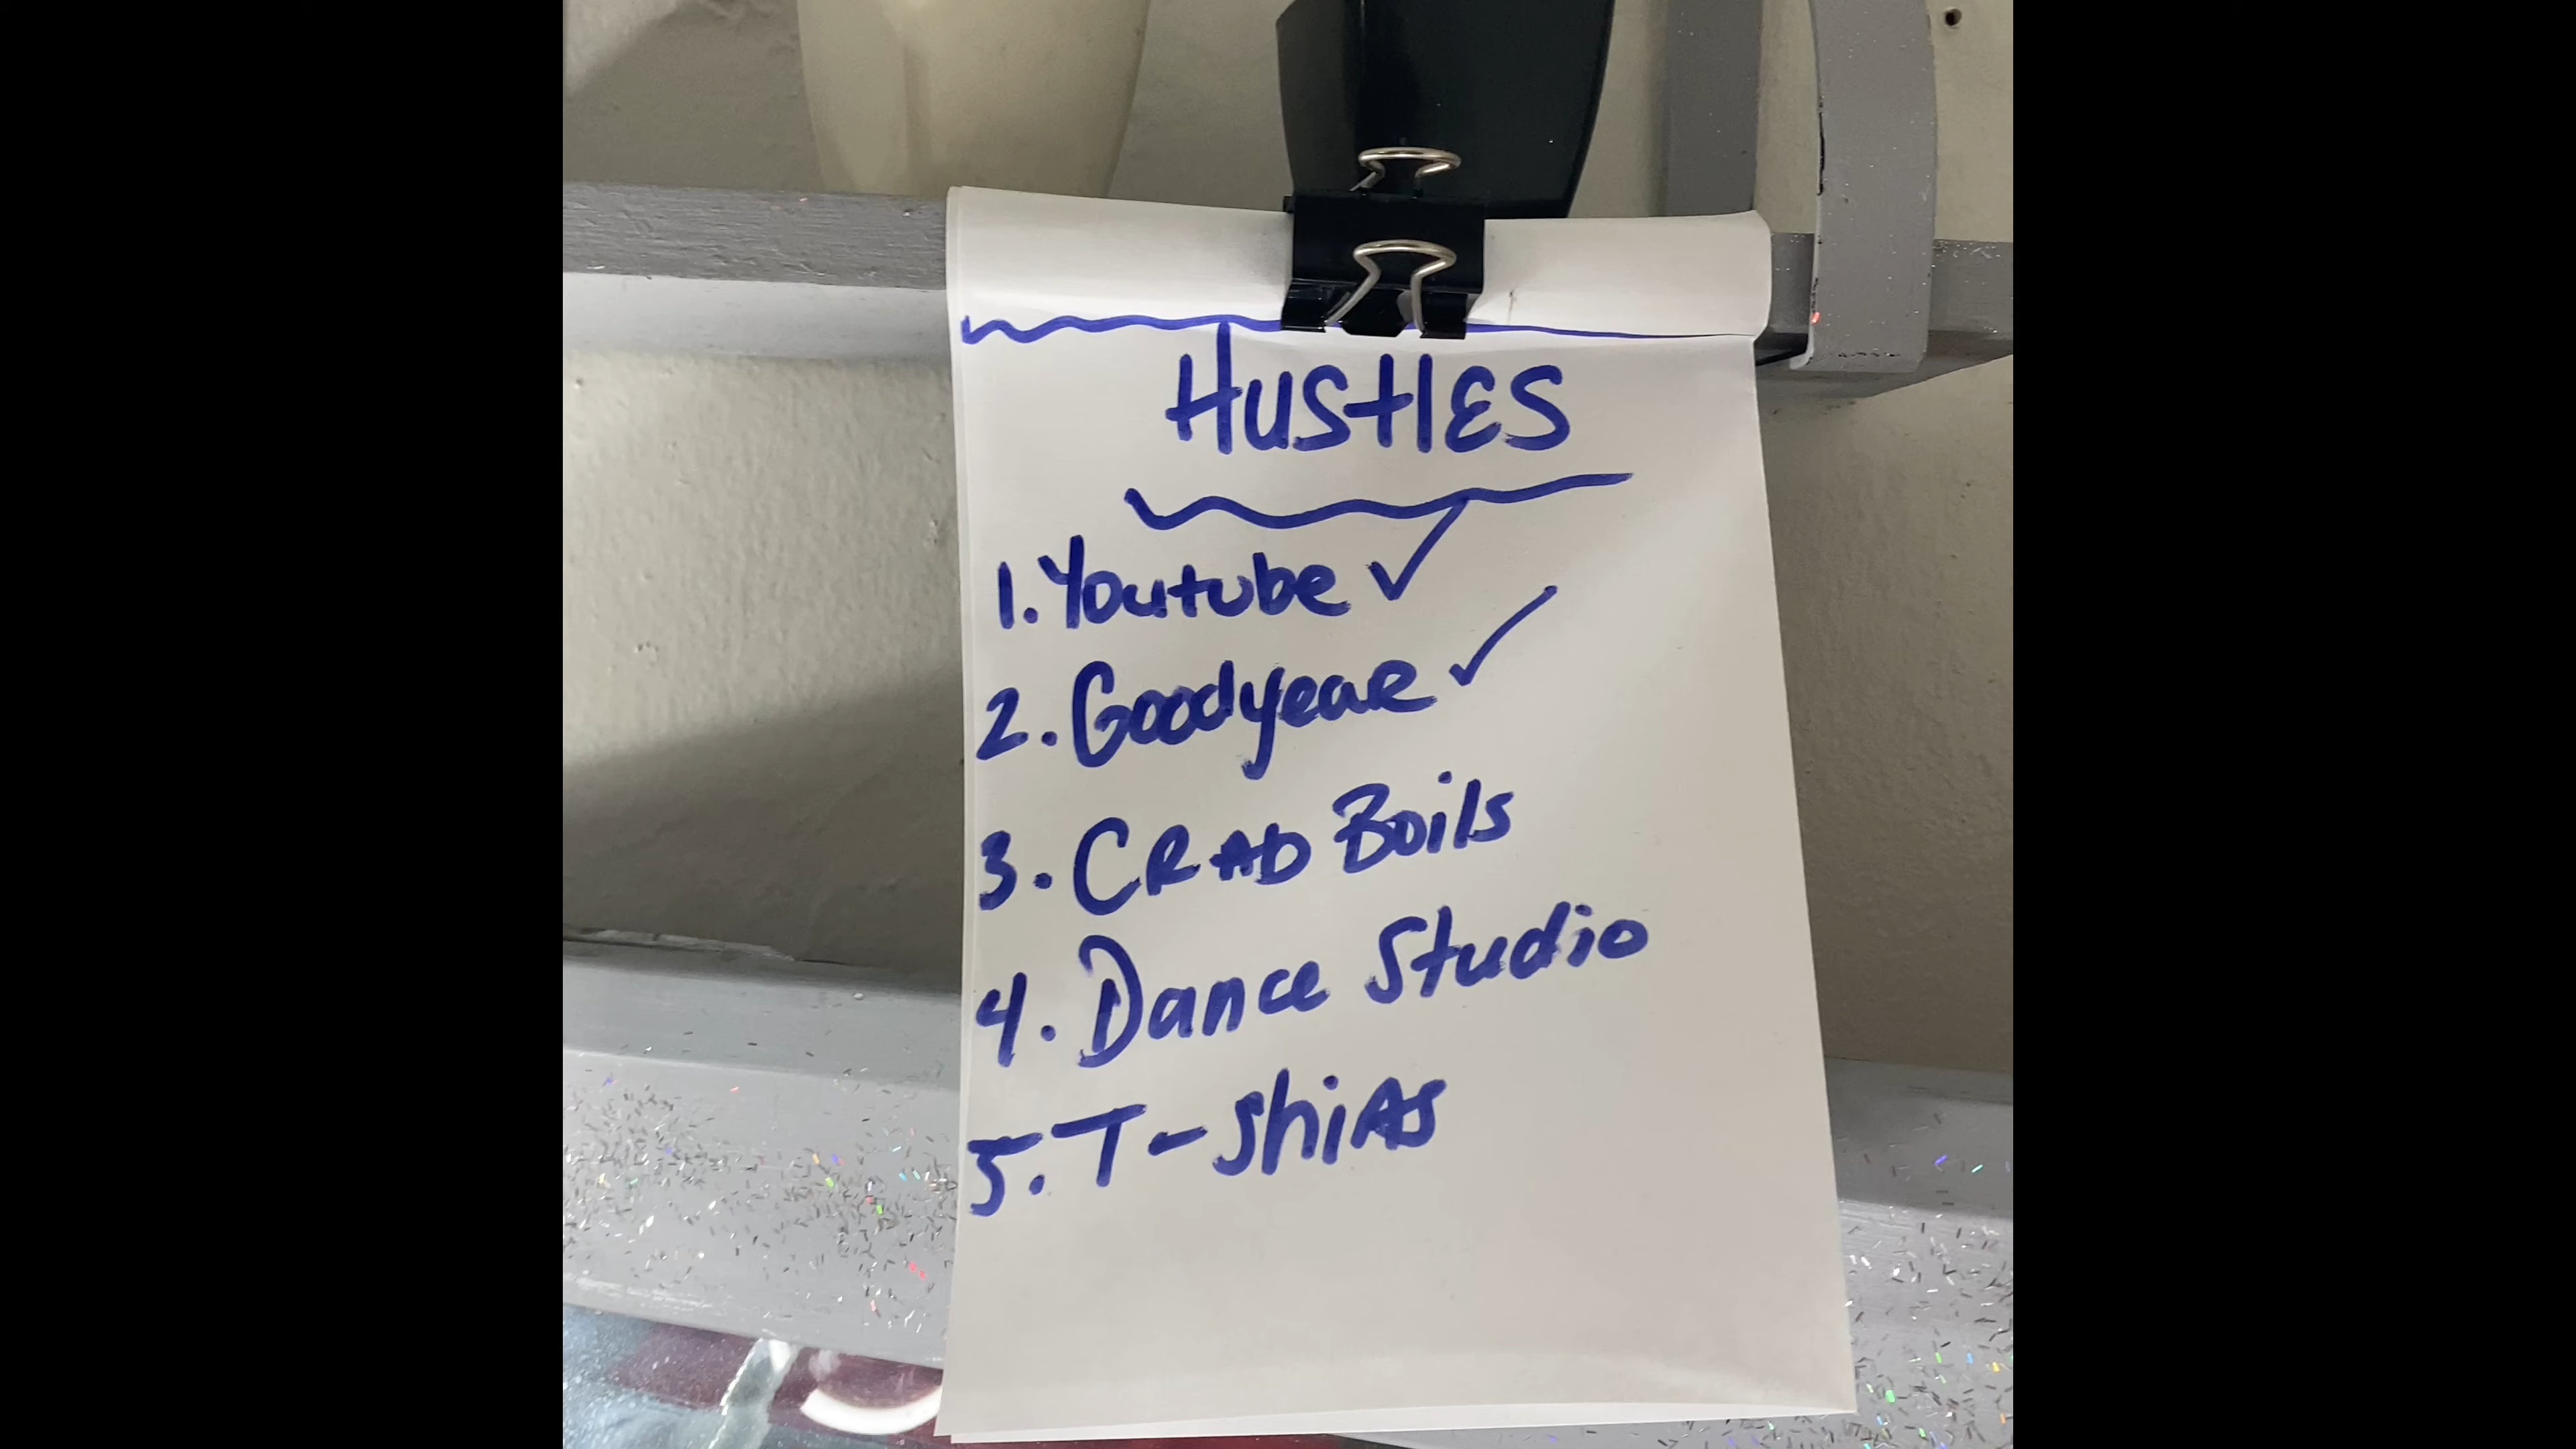 HUSTLES
1. Youtube ✓
2. Goodyear ✓
3. CRAB Boils
4. Dance Studio
5. T-Shirts